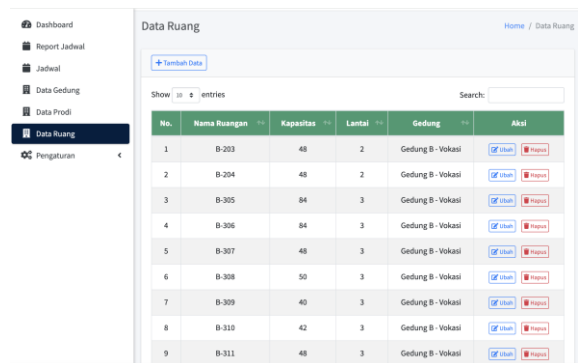 Dashboard
Report Jadwal
Jadwal
Data Gedung
Data Prodi
Data Ruang
Pengaturan
Data Ruang
Home / Data Ruang
+ Tambah Data
Show 10 entries
Search:
No. Nama Ruangan Kapasitas Lantai Gedung Aksi
1 B-203 48 2 Gedung B - Vokasi Ubah Hapus
2 B-204 48 2 Gedung B - Vokasi Ubah Hapus
3 B-305 84 3 Gedung B - Vokasi Ubah Hapus
4 B-306 84 3 Gedung B - Vokasi Ubah Hapus
5 B-307 48 3 Gedung B - Vokasi Ubah Hapus
6 B-308 50 3 Gedung B - Vokasi Ubah Hapus
7 B-309 40 3 Gedung B - Vokasi Ubah Hapus
8 B-310 42 3 Gedung B - Vokasi Ubah Hapus
9 B-311 48 3 Gedung B - Vokasi Ubah Hapus